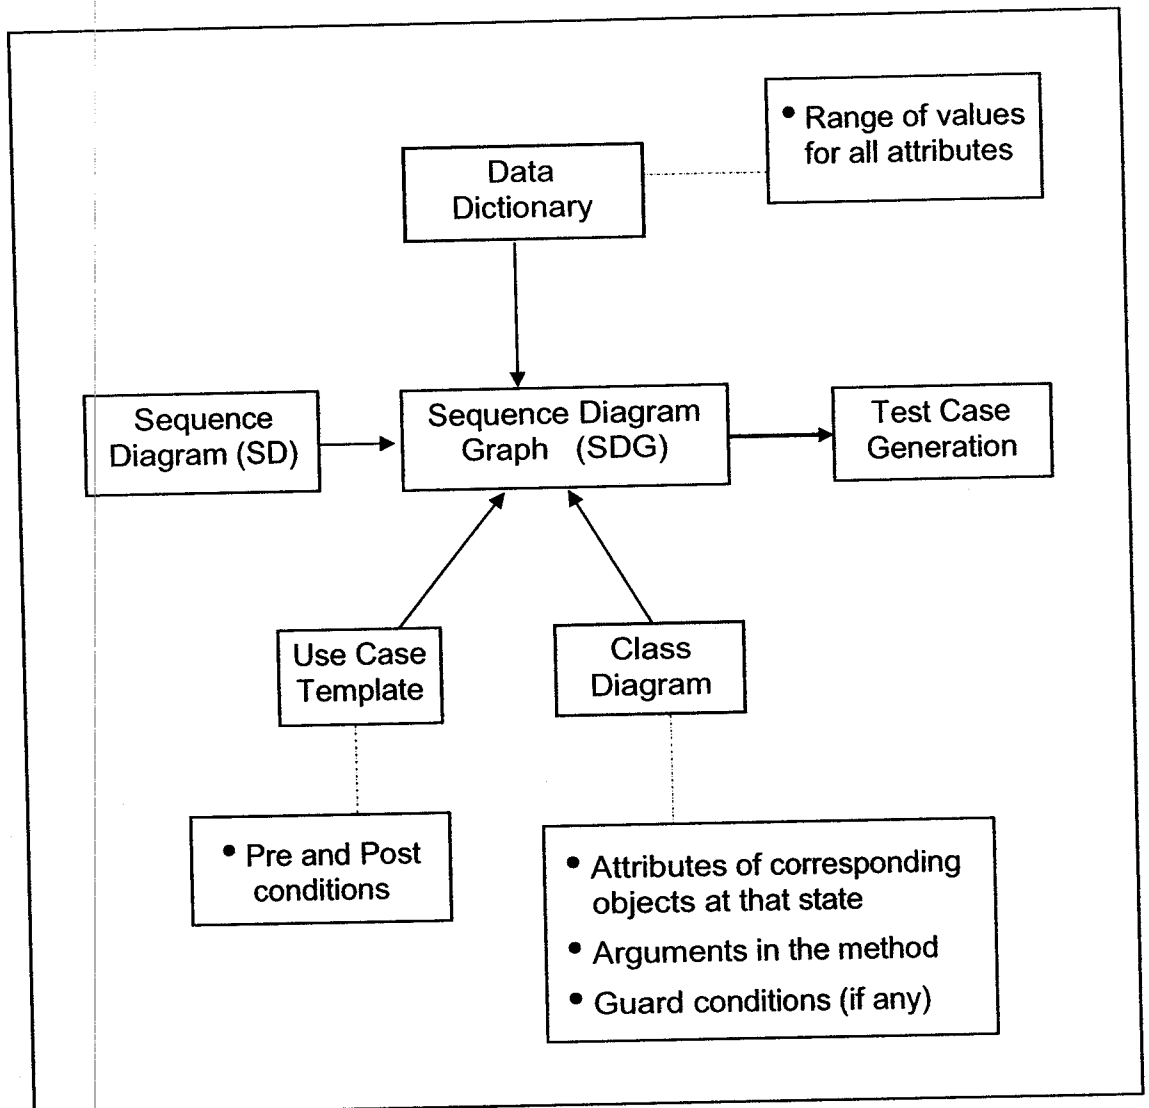 • Range of values
for all attributes
Data
Dictionary
Sequence
Diagram (SD)
Sequence Diagram
Graph (SDG)
Test Case
Generation
Use Case
Template
Class
Diagram
• Pre and Post
conditions
• Attributes of corresponding
objects at that state
• Arguments in the method
• Guard conditions (if any)